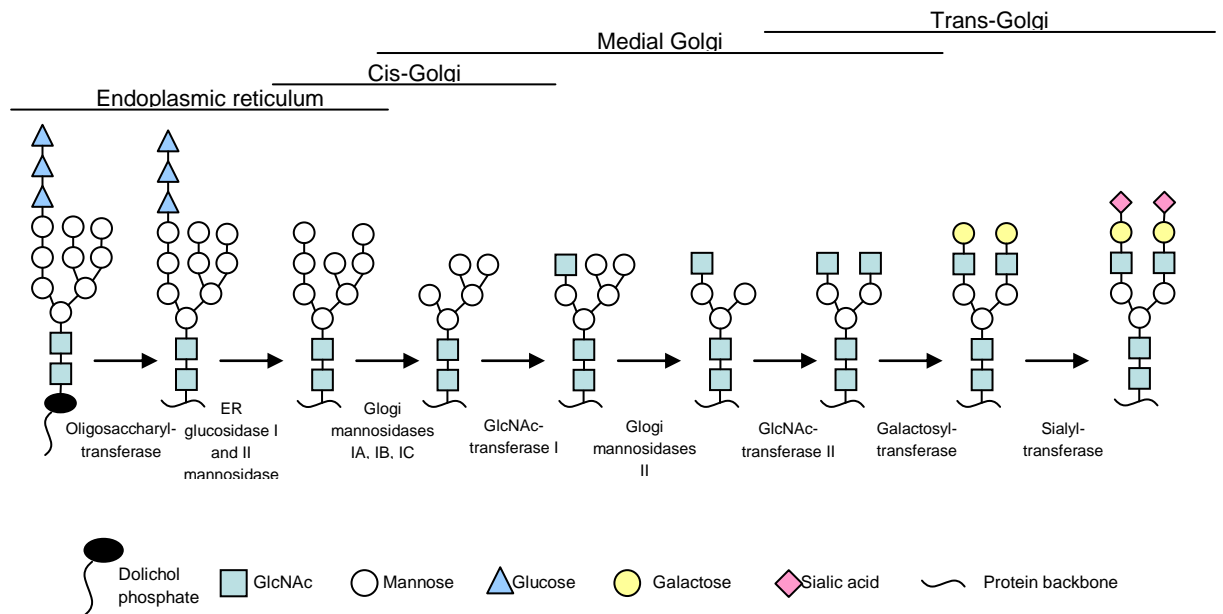 Trans-Golgi
Medial Golgi
Cis-Golgi
Endoplasmic reticulum
Oligosaccharyl-
transferase
ER
glucosidase I
and II
mannosidase
Glogi
mannosidases
IA, IB, IC
GlcNAc-
transferase I
Glogi
mannosidases
II
GlcNAc-
transferase II
Galactosyl-
transferase
Sialyl-
transferase
Dolichol
phosphate
GlcNAc
Mannose
Glucose
Galactose
Sialic acid
Protein backbone